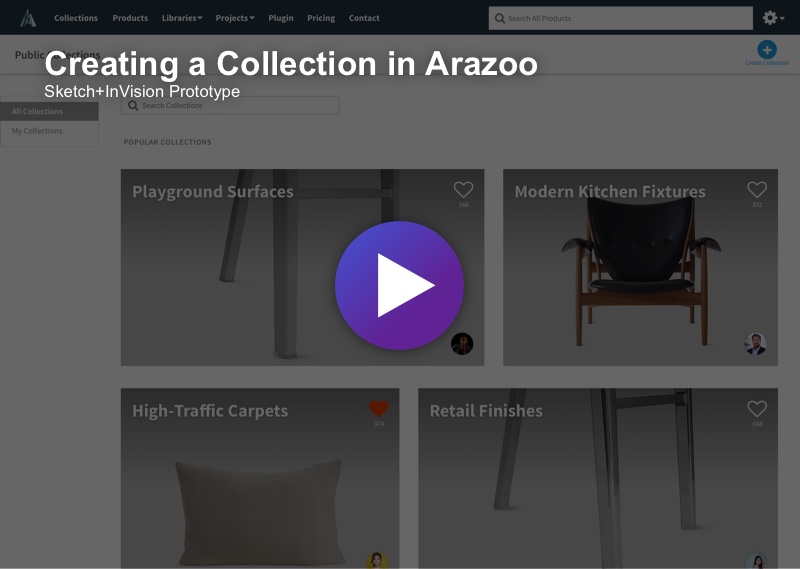 Collections Products Libraries Projects Plugin Pricing Contact Search All Products
Public Collections
Creating a Collection in Arazoo
Create Collection
Sketch+InVision Prototype
All Collections
Search Collections
My Collections
POPULAR COLLECTIONS
Playground Surfaces
566
Modern Kitchen Fixtures
831
High-Traffic Carpets
374
Retail Finishes
668